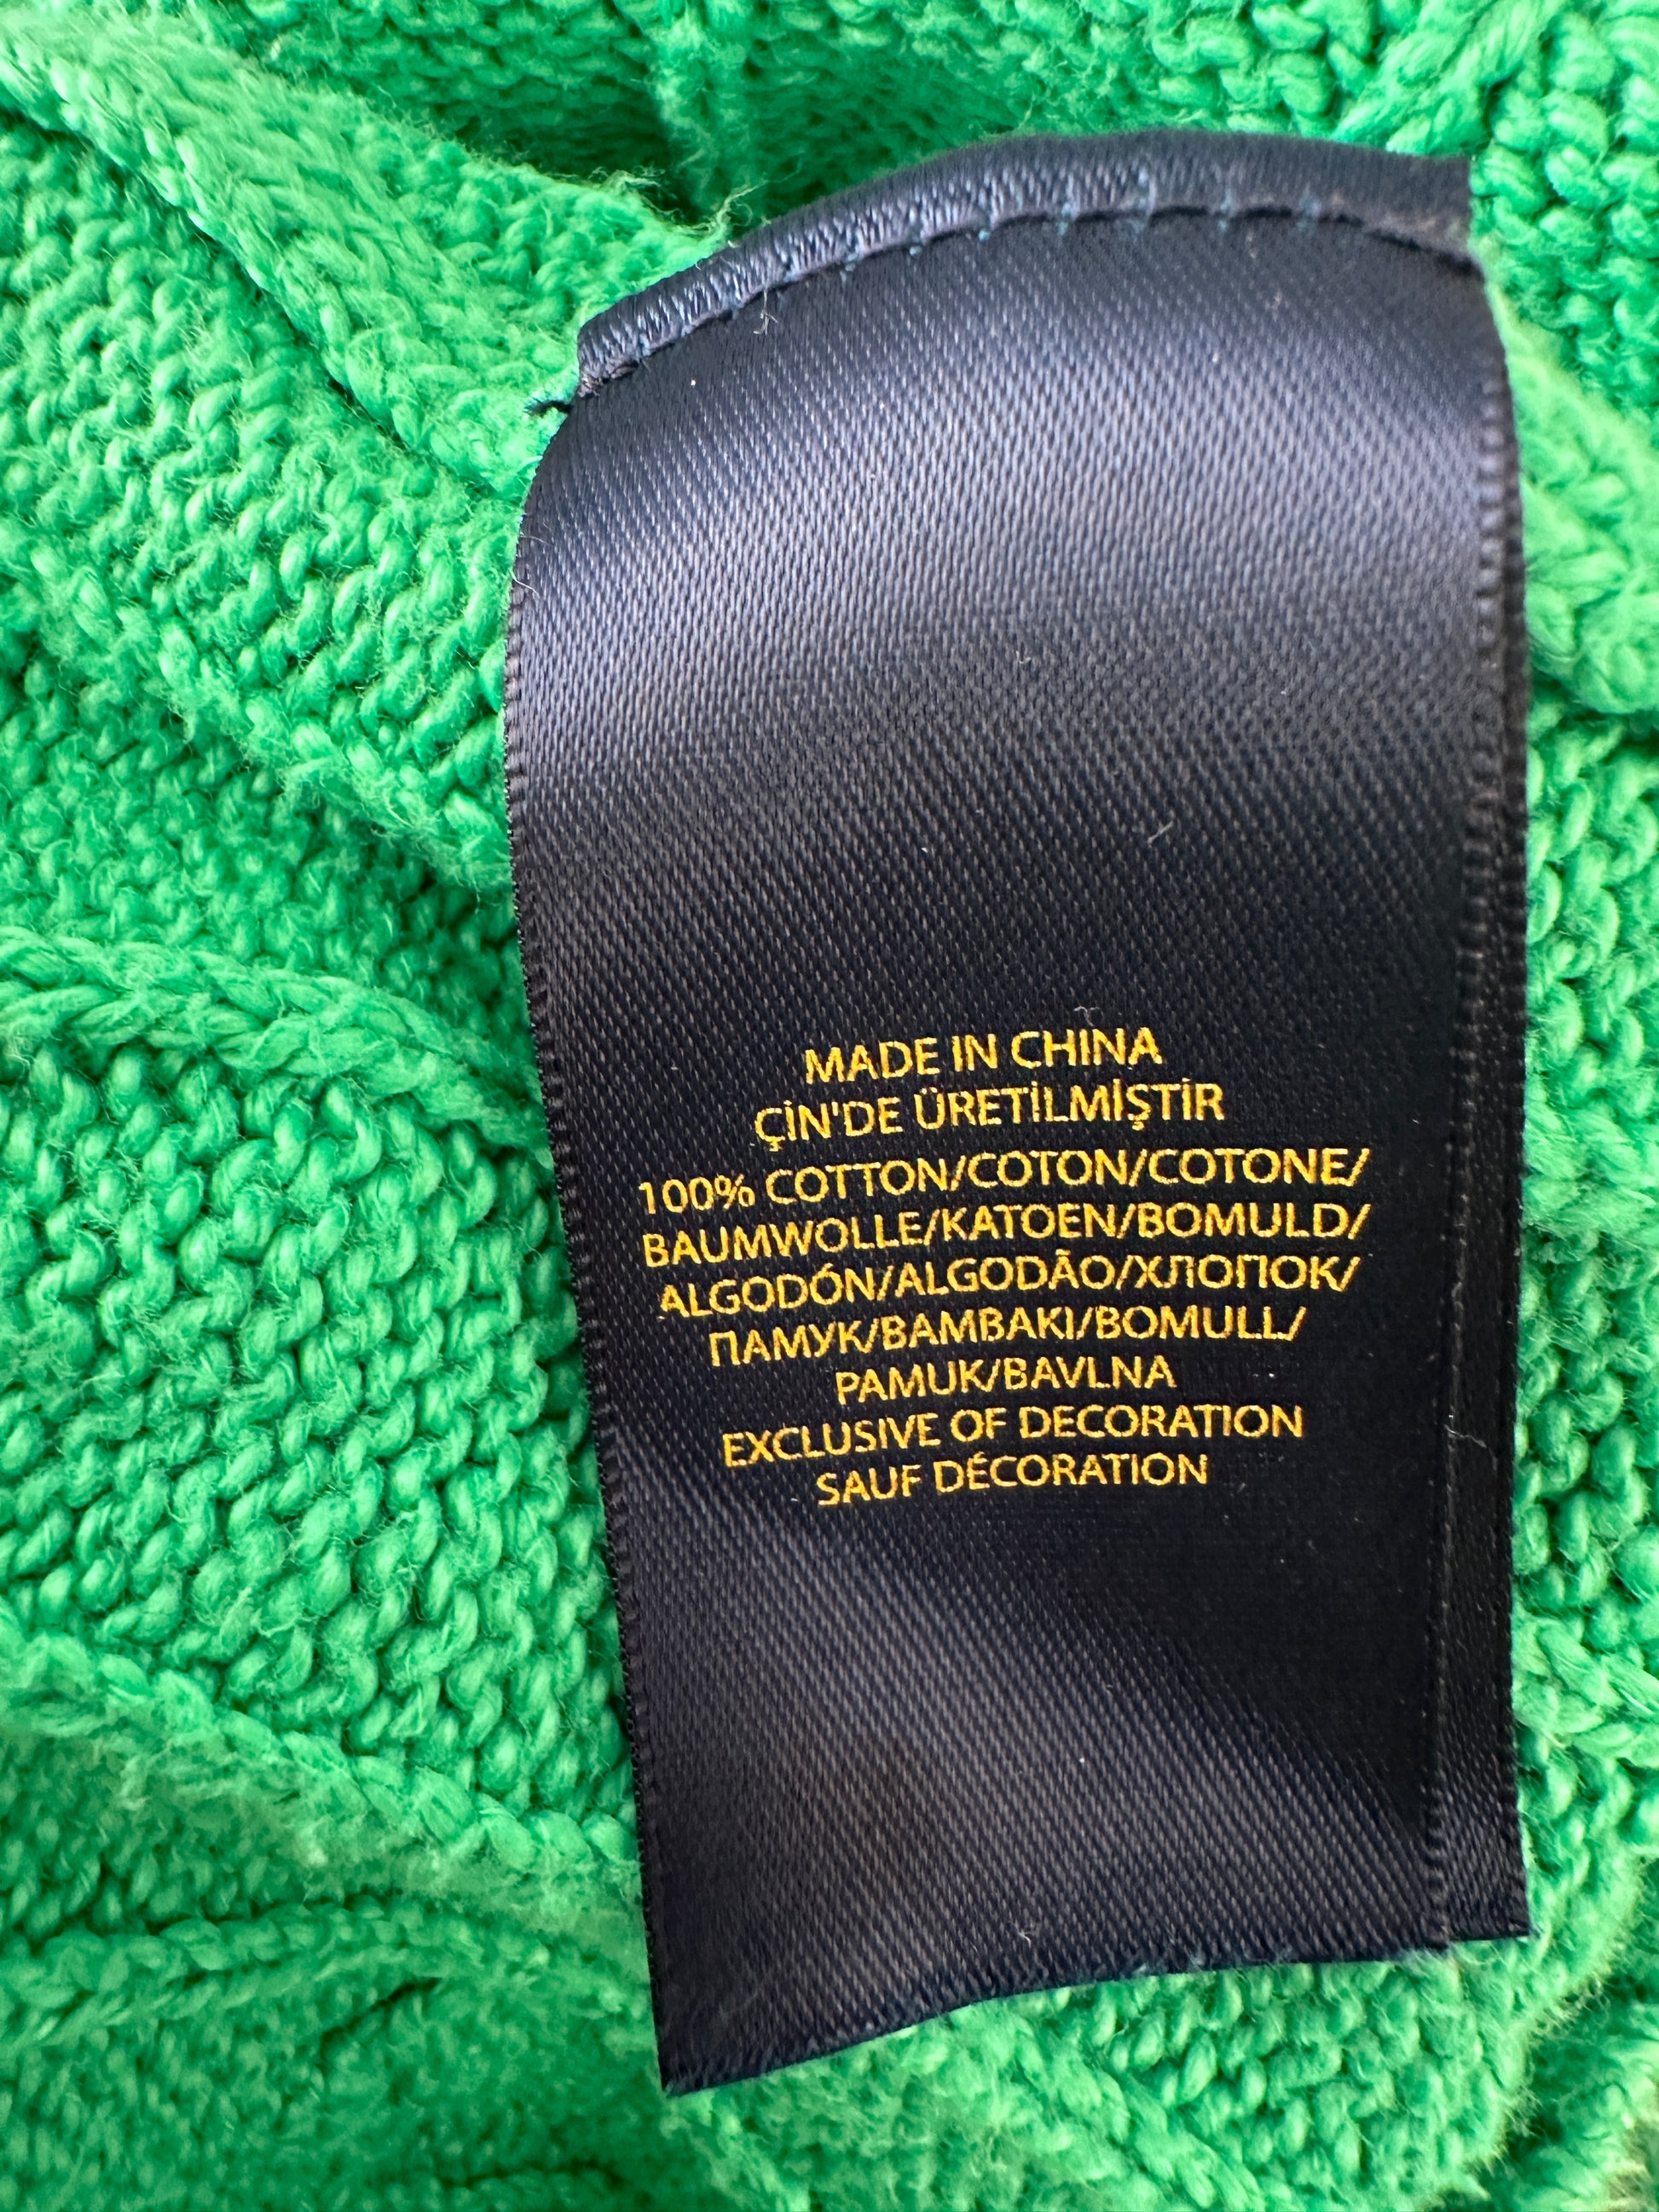 MADE IN CHINA
ÇİN'DE ÜRETİLMİŞTİR
100% COTTON/COTON/COTONE/
BAUMWOLLE/KATOEN/BOMULD/
ALGODÓN/ALGODÃO/ХЛОПОК/
ПАМУК/BAMBAKI/BOMULL/
PAMUK/BAVLNA
EXCLUSIVE OF DECORATION
SAUF DÉCORATION